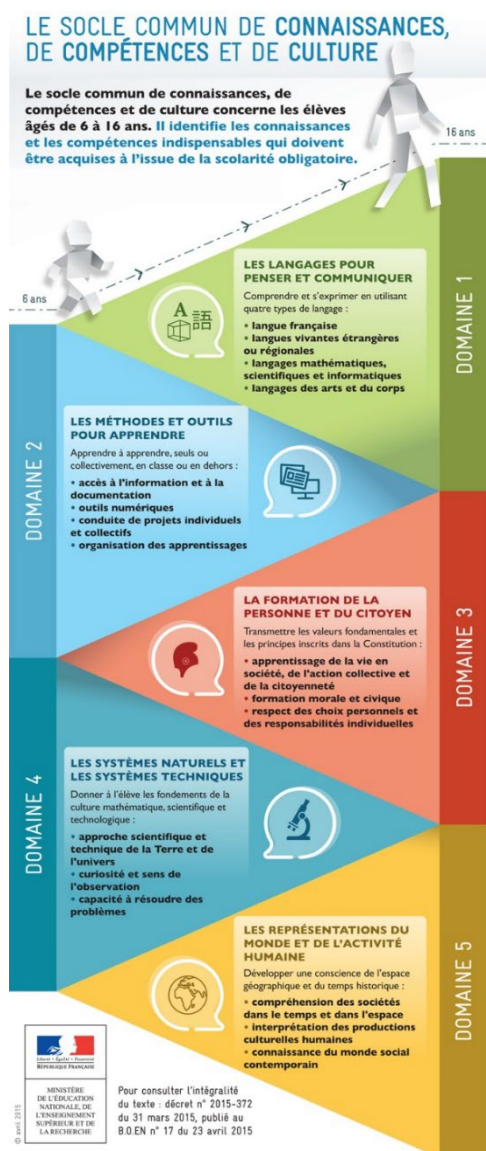 LE SOCLE COMMUN DE CONNAISSANCES,
DE COMPÉTENCES ET DE CULTURE
Le socle commun de connaissances, de
compétences et de culture concerne les élèves
âgés de 6 à 16 ans. Il identifie les connaissances
et les compétences indispensables qui doivent
être acquises à l'issue de la scolarité obligatoire.
16 ans
6 ans
DOMAINE 1
LES LANGAGES POUR
PENSER ET COMMUNIQUER
Comprendre et s'exprimer en utilisant
quatre types de langage :
• langue française
• langues vivantes étrangères
ou régionales
• langages mathématiques,
scientifiques et informatiques
• langages des arts et du corps
A
語
DOMAINE 2
LES MÉTHODES ET OUTILS
POUR APPRENDRE
Apprendre à apprendre, seuls ou
collectivement, en classe ou en dehors :
• accès à l'information et à la
documentation
• outils numériques
• conduite de projets individuels
et collectifs
• organisation des apprentissages
DOMAINE 3
LA FORMATION DE LA
PERSONNE ET DU CITOYEN
Transmettre les valeurs fondamentales et
les principes inscrits dans la Constitution :
• apprentissage de la vie en
société, de l'action collective et
de la citoyenneté
• formation morale et civique
• respect des choix personnels et
des responsabilités individuelles
DOMAINE 4
LES SYSTÈMES NATURELS ET
LES SYSTÈMES TECHNIQUES
Donner à l'élève les fondements de la
culture mathématique, scientifique et
technologique :
• approche scientifique et
technique de la Terre et de
l'univers
• curiosité et sens de
l'observation
• capacité à résoudre des
problèmes
DOMAINE 5
LES REPRÉSENTATIONS DU
MONDE ET DE L'ACTIVITÉ
HUMAINE
Développer une conscience de l'espace
géographique et du temps historique :
• compréhension des sociétés
dans le temps et dans l'espace
• interprétation des productions
culturelles humaines
• connaissance du monde social
contemporain
Liberté • Égalité • Fraternité
RÉPUBLIQUE FRANÇAISE
MINISTÈRE
DE L'ÉDUCATION
NATIONALE, DE
L'ENSEIGNEMENT
SUPÉRIEUR ET DE
LA RECHERCHE
© avril 2015
Pour consulter l'intégralité
du texte : décret n° 2015-372
du 31 mars 2015, publié au
B.O.EN n° 17 du 23 avril 2015